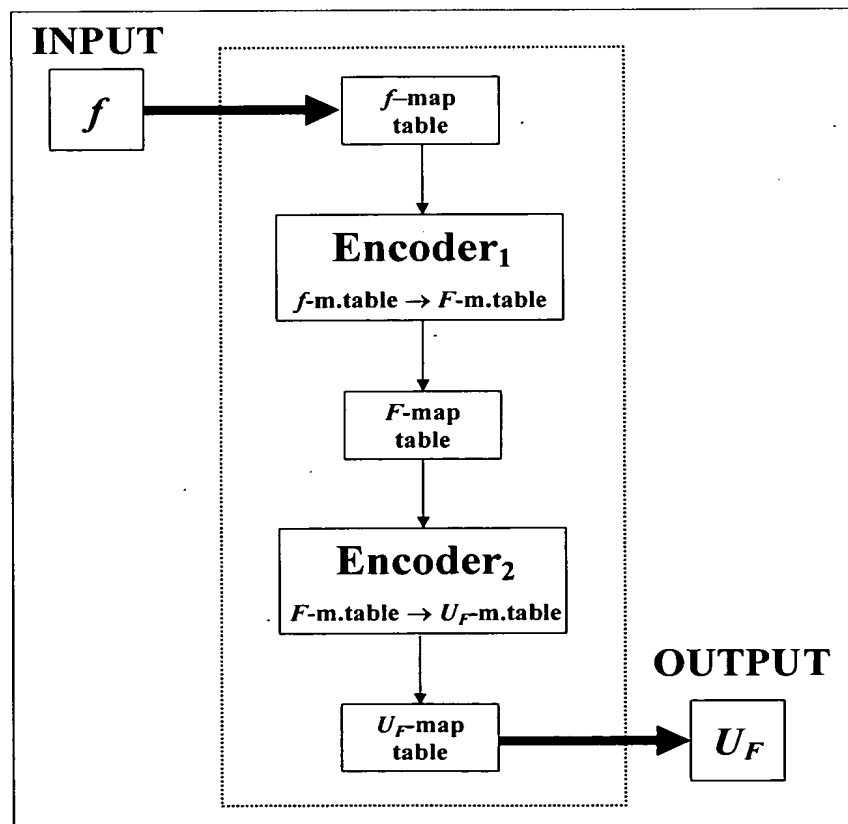 INPUT
f
f–map
table
Encoder₁
f-m.table → F-m.table
F-map
table
Encoder₂
F-m.table → U_F-m.table
OUTPUT
U_F-map
table
U_F